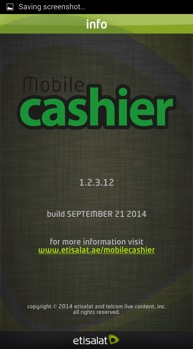 Saving screenshot...
info
Mobile
cashier
1.2.3.12
build SEPTEMBER 21 2014
for more information visit
www.etisalat.ae/mobilecashier
copyright © 2014 etisalat and telcom live content, inc.
all rights reserved.
etisalat